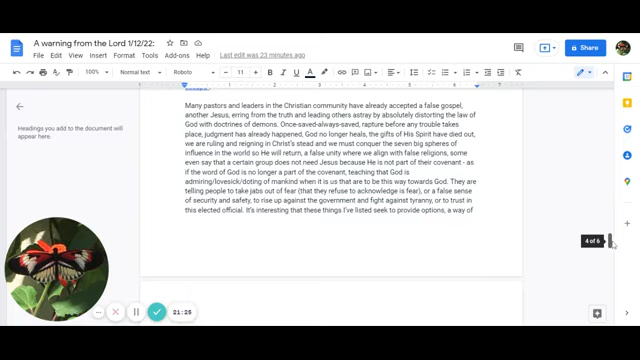 A warning from the Lord 1/12/22:
File Edit View Insert Format Tools Add-ons Help Last edit was 23 minutes ago
Share
100% Normal text Roboto 11
Headings you add to the document will
appear here.
Many pastors and leaders in the Christian community have already accepted a false gospel,
another Jesus, erring from the truth and leading others astray by absolutely distorting the law of
God with doctrines of demons. Once-saved-always-saved, rapture before any trouble takes
place, judgment has already happened, God no longer heals, the gifts of His Spirit have died out,
we are ruling and reigning in Christ's stead and we must conquer the seven big spheres of
influence in the world so He will return, a false unity where we align with false religions, some
even say that a certain group does not need Jesus because He is not part of their covenant - as
if the word of God is no longer a part of the covenant, teaching that God is
admiring/lovesick/doting of mankind when it is us that are to be this way towards God. They are
telling people to take jabs out of fear (that they refuse to acknowledge is fear), or a false sense
of security and safety, to rise up against the government and fight against tyranny, or to trust in
this elected official. It's interesting that these things I've listed seek to provide options, a way of
4 of 6
21:25